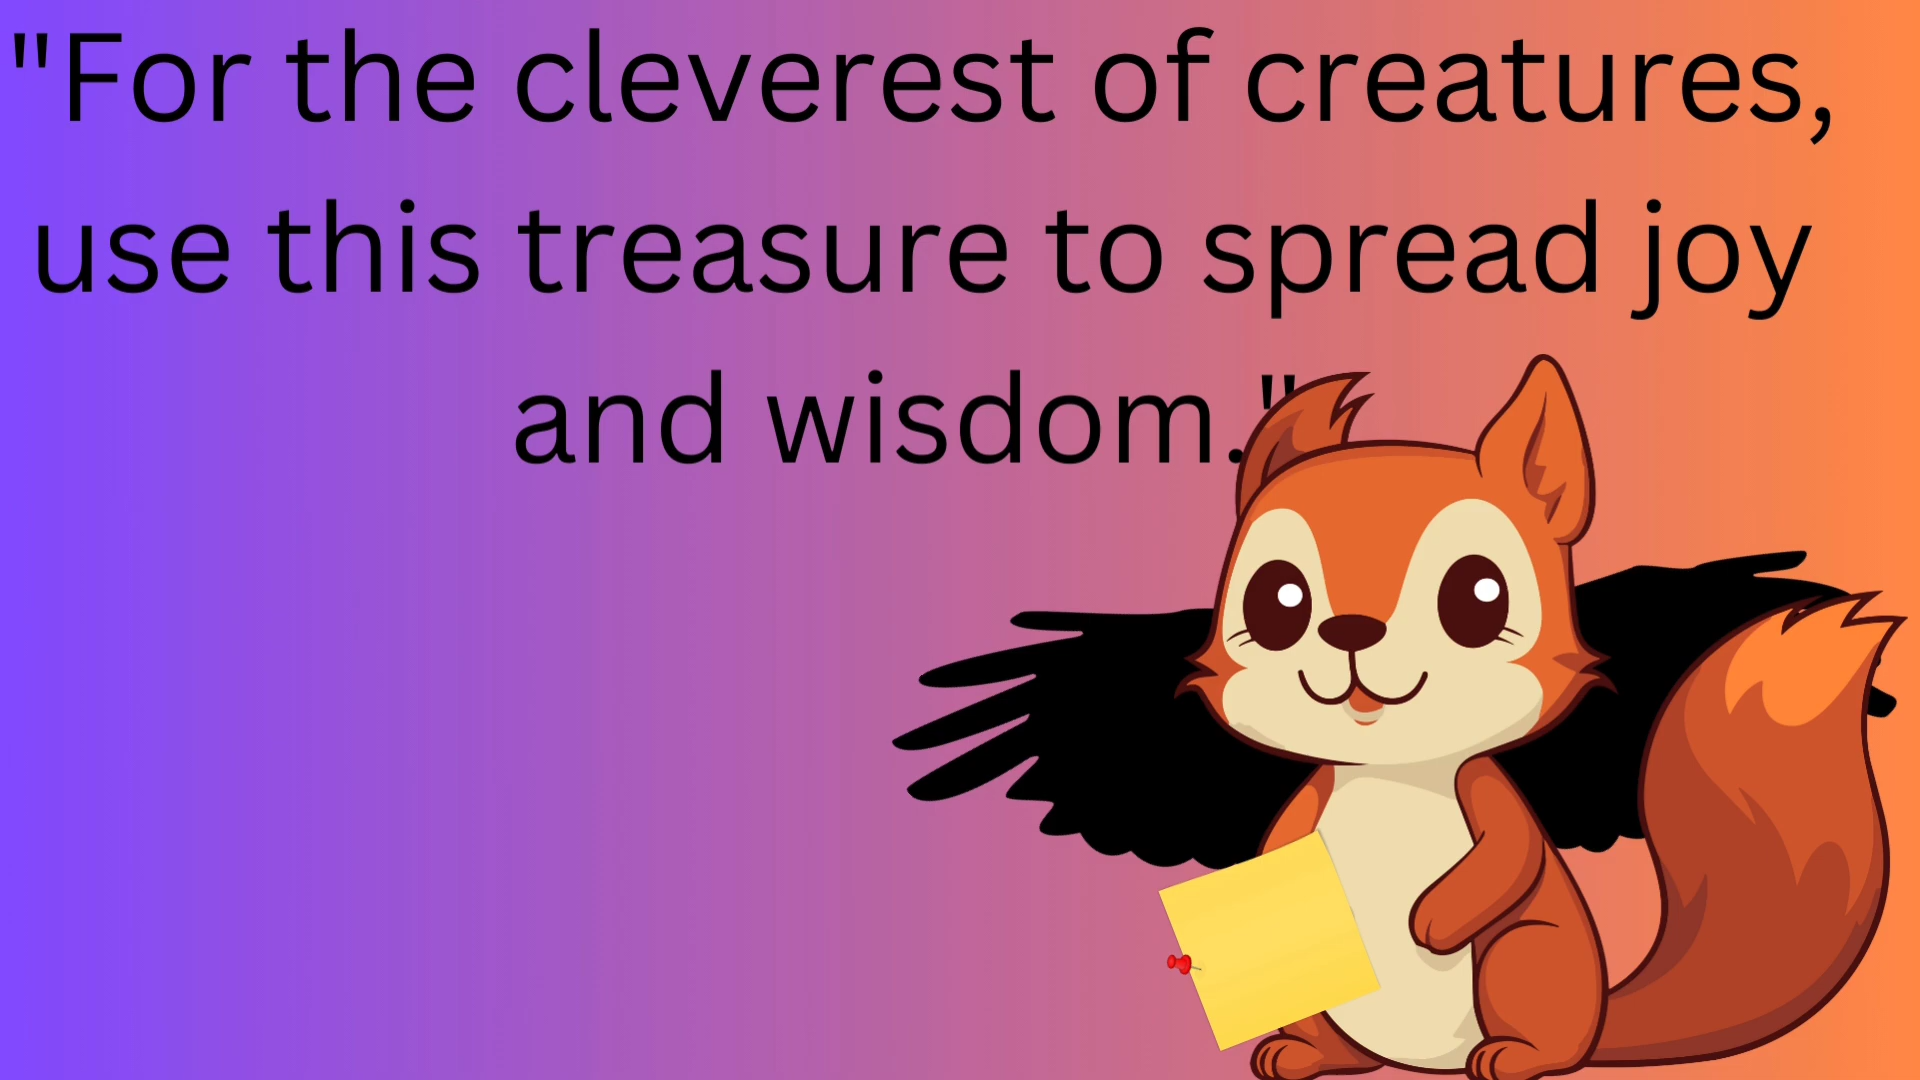 "For the cleverest of creatures,
use this treasure to spread joy
and wisdom."